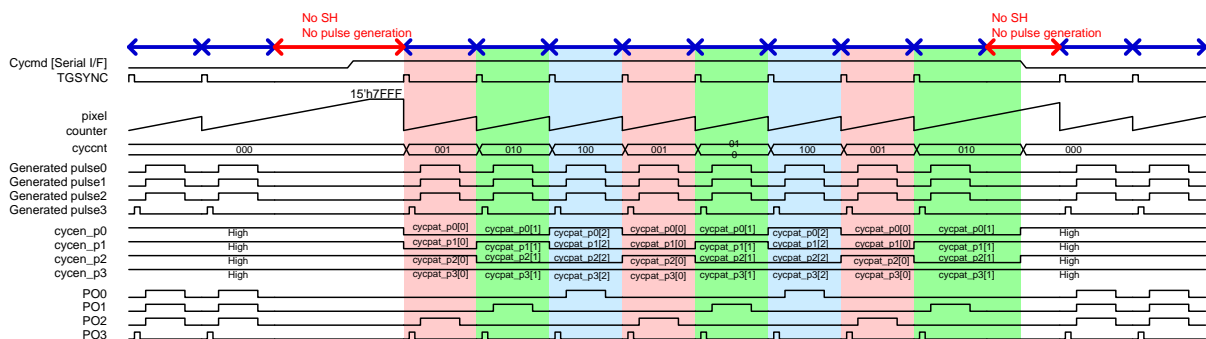 No SH
No pulse generation
No SH
No pulse generation
Cycmd [Serial I/F]
TGSYNC
15'h7FFF
pixel
counter
cyccnt 000 001 010 100 001 010 100 001 010 000
Generated pulse0
Generated pulse1
Generated pulse2
Generated pulse3
cycen_p0 High cycpat_p0[0] cycpat_p0[1] cycpat_p0[2] cycpat_p0[0] cycpat_p0[1] cycpat_p0[2] cycpat_p0[0] cycpat_p0[1] High
cycen_p1 High cycpat_p1[0] cycpat_p1[1] cycpat_p1[2] cycpat_p1[0] cycpat_p1[1] cycpat_p1[2] cycpat_p1[0] cycpat_p1[1] High
cycen_p2 High cycpat_p2[0] cycpat_p2[1] cycpat_p2[2] cycpat_p2[0] cycpat_p2[1] cycpat_p2[2] cycpat_p2[0] cycpat_p2[1] High
cycen_p3 High cycpat_p3[0] cycpat_p3[1] cycpat_p3[2] cycpat_p3[0] cycpat_p3[1] cycpat_p3[2] cycpat_p3[0] cycpat_p3[1] High
PO0
PO1
PO2
PO3